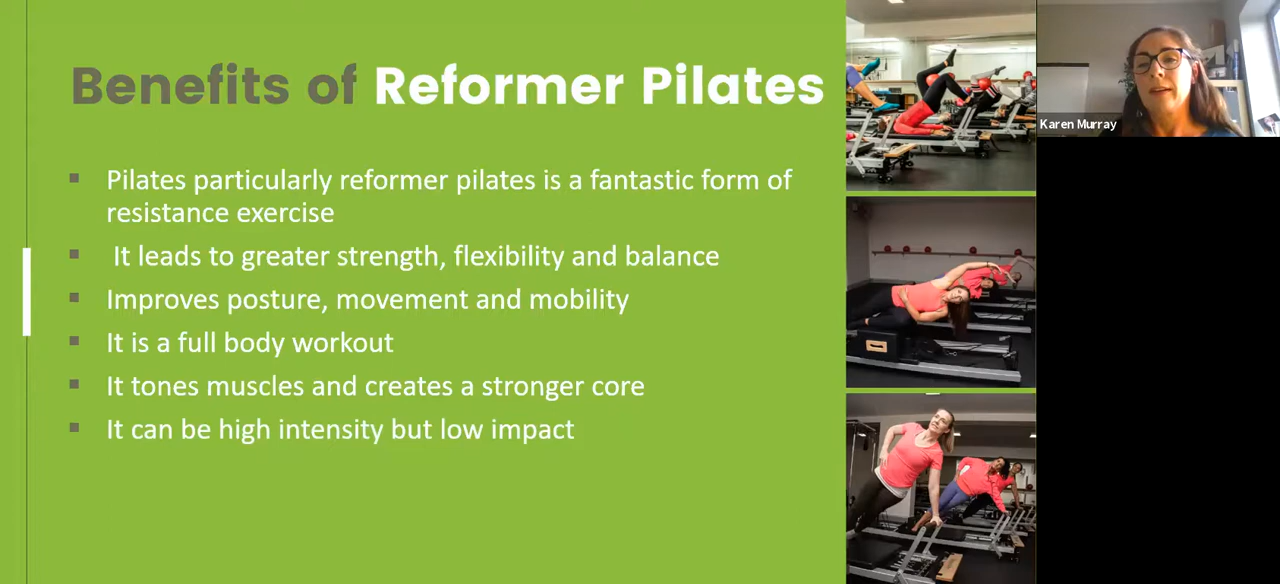 Benefits of Reformer Pilates
▪ Pilates particularly reformer pilates is a fantastic form of
resistance exercise
▪ It leads to greater strength, flexibility and balance
▪ Improves posture, movement and mobility
▪ It is a full body workout
▪ It tones muscles and creates a stronger core
▪ It can be high intensity but low impact
Karen Murray